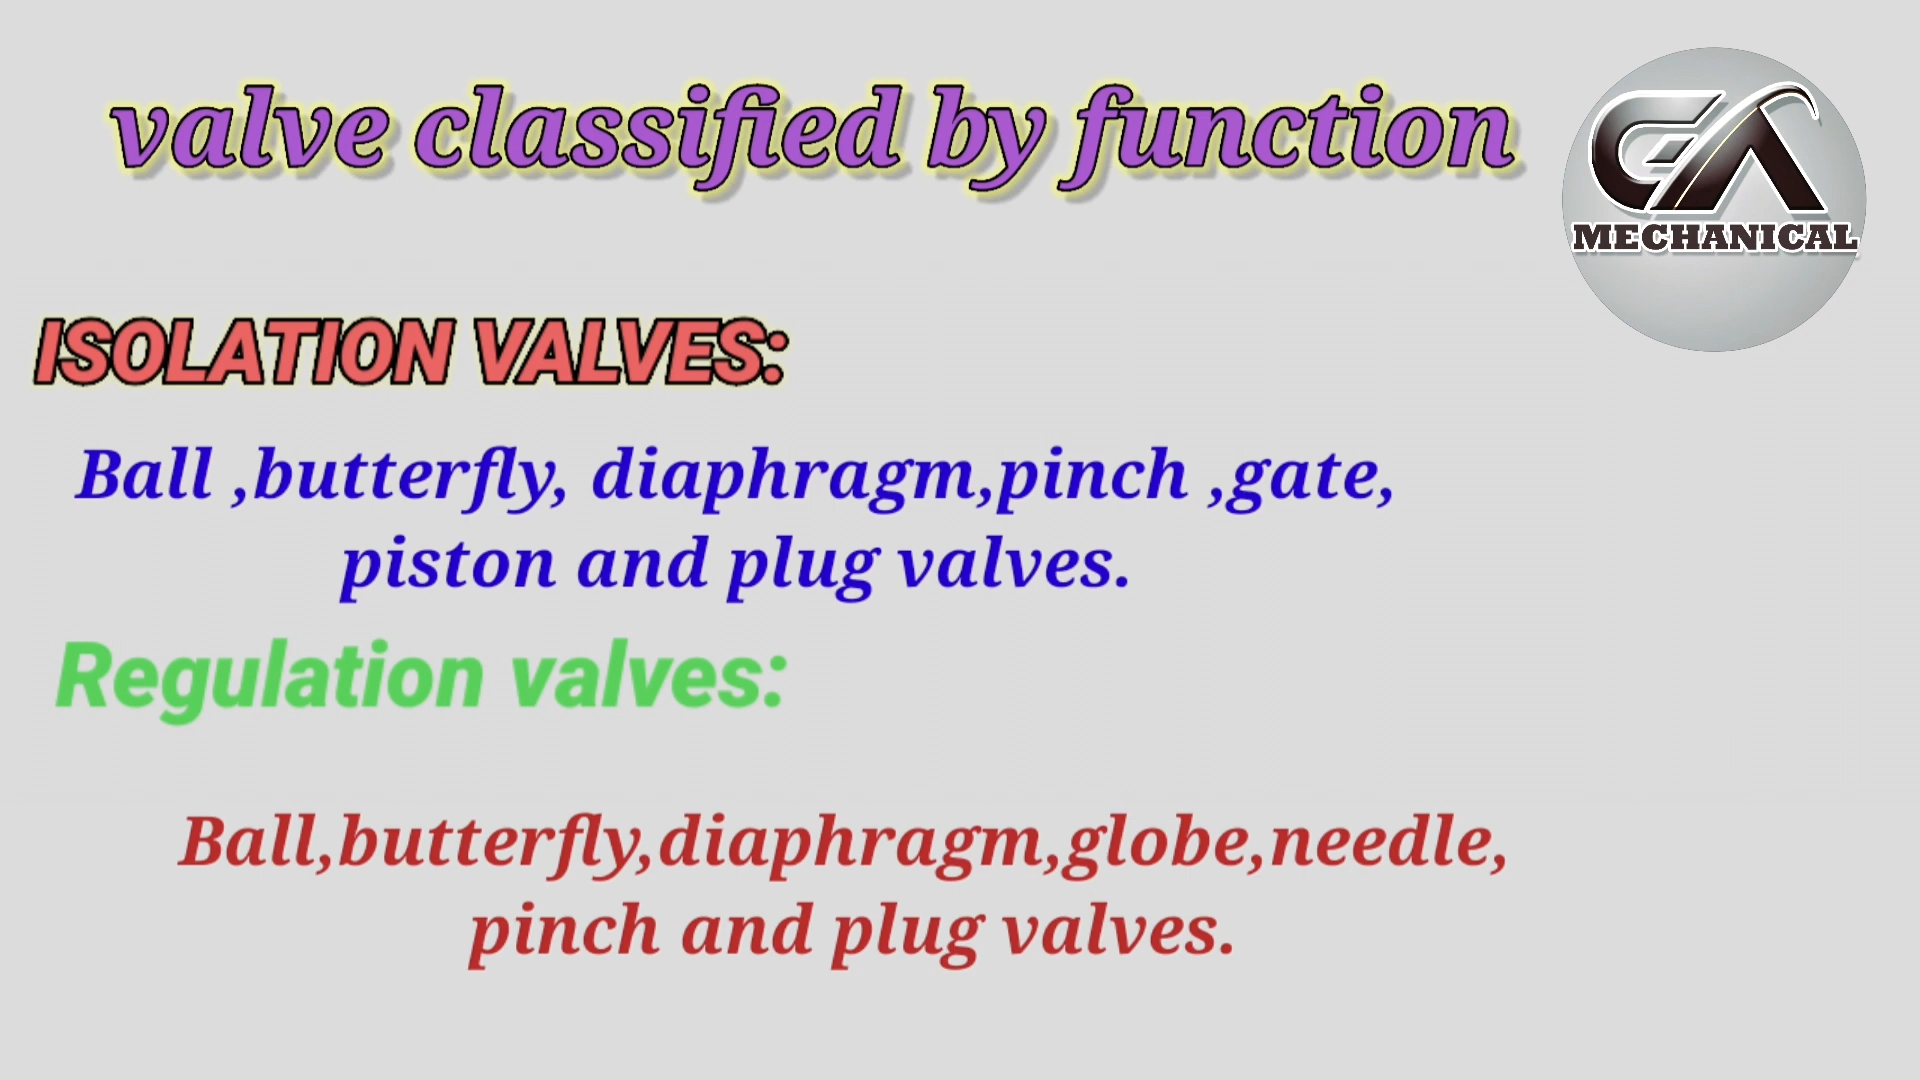 valve classified by function
GA
MECHANICAL
ISOLATION VALVES:
Ball ,butterfly, diaphragm,pinch ,gate,
piston and plug valves.
Regulation valves:
Ball,butterfly,diaphragm,globe,needle,
pinch and plug valves.